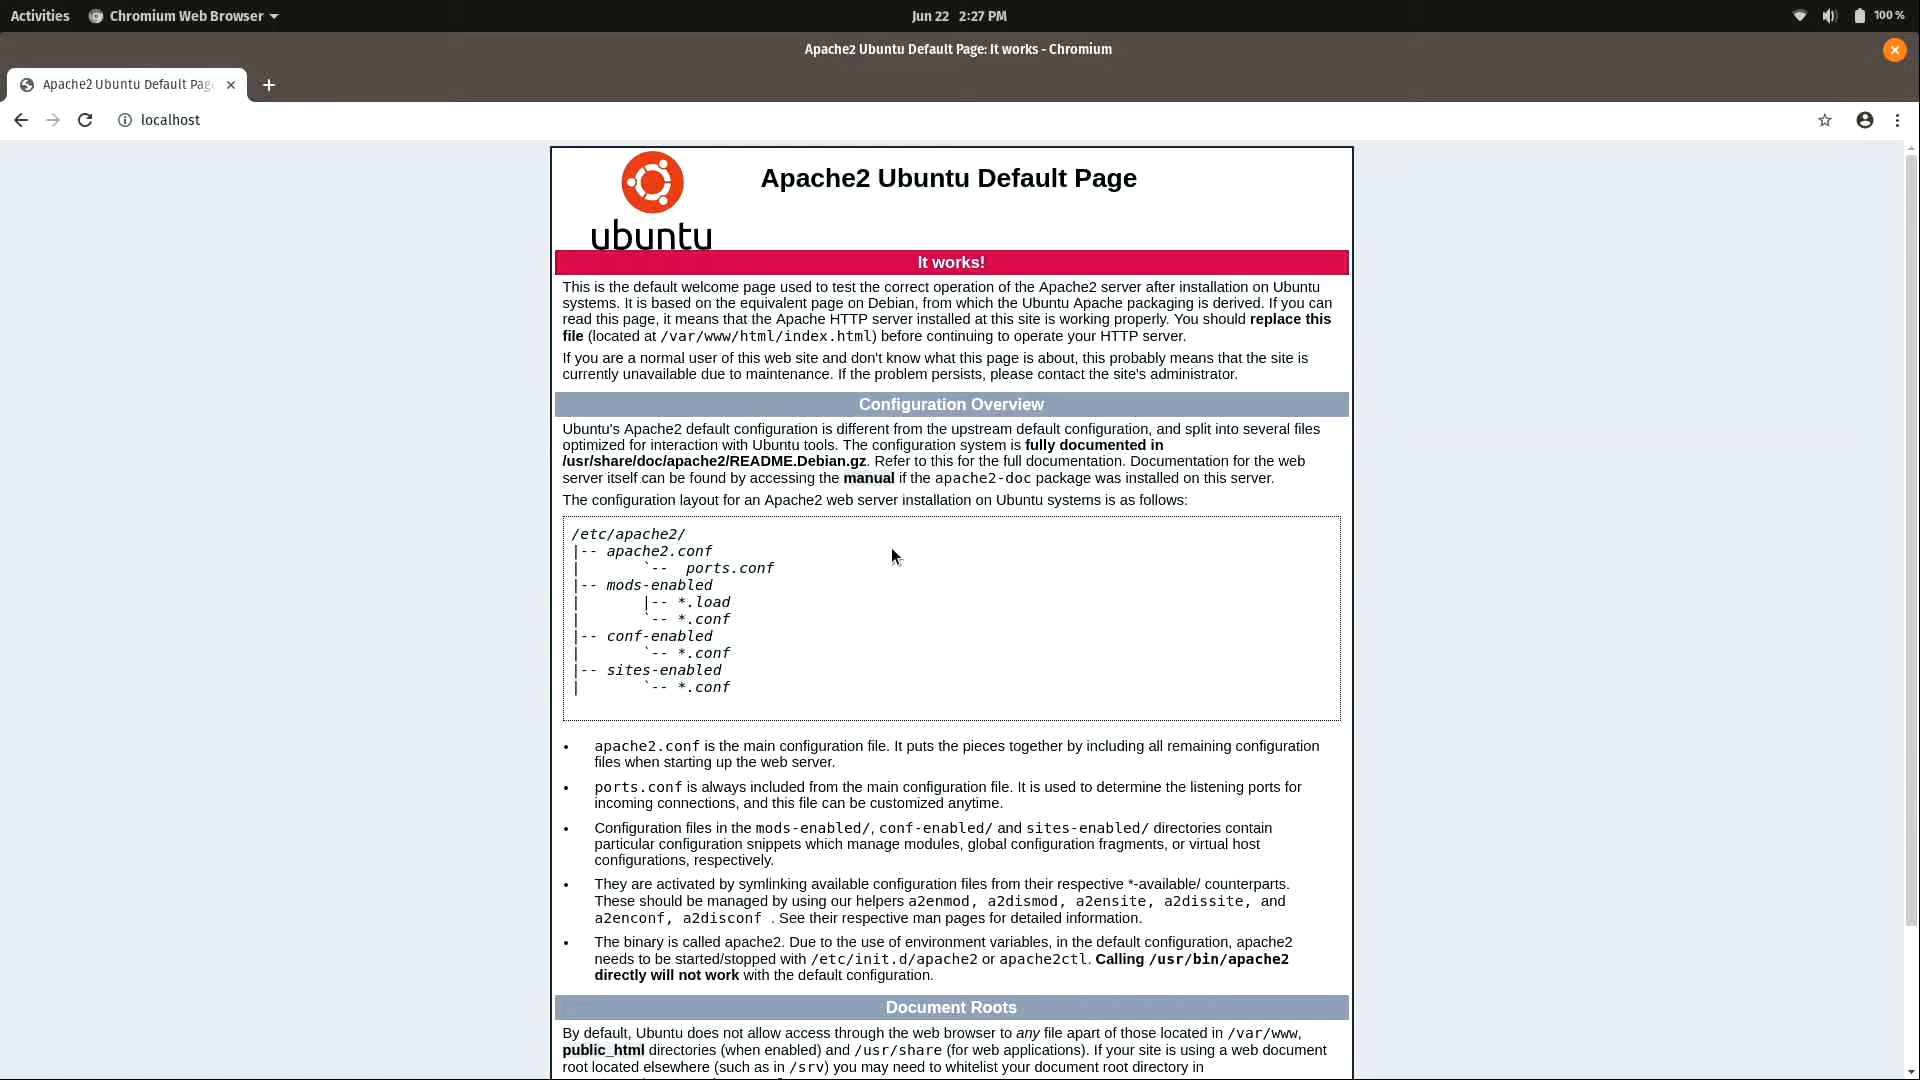 Activities Chromium Web Browser Jun 22 2:27 PM 100 %
Apache2 Ubuntu Default Page: It works - Chromium
Apache2 Ubuntu Default Pag
localhost
Apache2 Ubuntu Default Page
ubuntu
It works!
This is the default welcome page used to test the correct operation of the Apache2 server after installation on Ubuntu
systems. It is based on the equivalent page on Debian, from which the Ubuntu Apache packaging is derived. If you can
read this page, it means that the Apache HTTP server installed at this site is working properly. You should replace this
file (located at /var/www/html/index.html) before continuing to operate your HTTP server.
If you are a normal user of this web site and don't know what this page is about, this probably means that the site is
currently unavailable due to maintenance. If the problem persists, please contact the site's administrator.
Configuration Overview
Ubuntu's Apache2 default configuration is different from the upstream default configuration, and split into several files
optimized for interaction with Ubuntu tools. The configuration system is fully documented in
/usr/share/doc/apache2/README.Debian.gz. Refer to this for the full documentation. Documentation for the web
server itself can be found by accessing the manual if the apache2-doc package was installed on this server.
The configuration layout for an Apache2 web server installation on Ubuntu systems is as follows:
/etc/apache2/
|-- apache2.conf
|       `--  ports.conf
|-- mods-enabled
|       |-- *.load
|       `-- *.conf
|-- conf-enabled
|       `-- *.conf
|-- sites-enabled
|       `-- *.conf
• apache2.conf is the main configuration file. It puts the pieces together by including all remaining configuration
files when starting up the web server.
• ports.conf is always included from the main configuration file. It is used to determine the listening ports for
incoming connections, and this file can be customized anytime.
• Configuration files in the mods-enabled/, conf-enabled/ and sites-enabled/ directories contain
particular configuration snippets which manage modules, global configuration fragments, or virtual host
configurations, respectively.
• They are activated by symlinking available configuration files from their respective *-available/ counterparts.
These should be managed by using our helpers a2enmod, a2dismod, a2ensite, a2dissite, and
a2enconf, a2disconf . See their respective man pages for detailed information.
• The binary is called apache2. Due to the use of environment variables, in the default configuration, apache2
needs to be started/stopped with /etc/init.d/apache2 or apache2ctl. Calling /usr/bin/apache2
directly will not work with the default configuration.
Document Roots
By default, Ubuntu does not allow access through the web browser to any file apart of those located in /var/www,
public_html directories (when enabled) and /usr/share (for web applications). If your site is using a web document
root located elsewhere (such as in /srv) you may need to whitelist your document root directory in